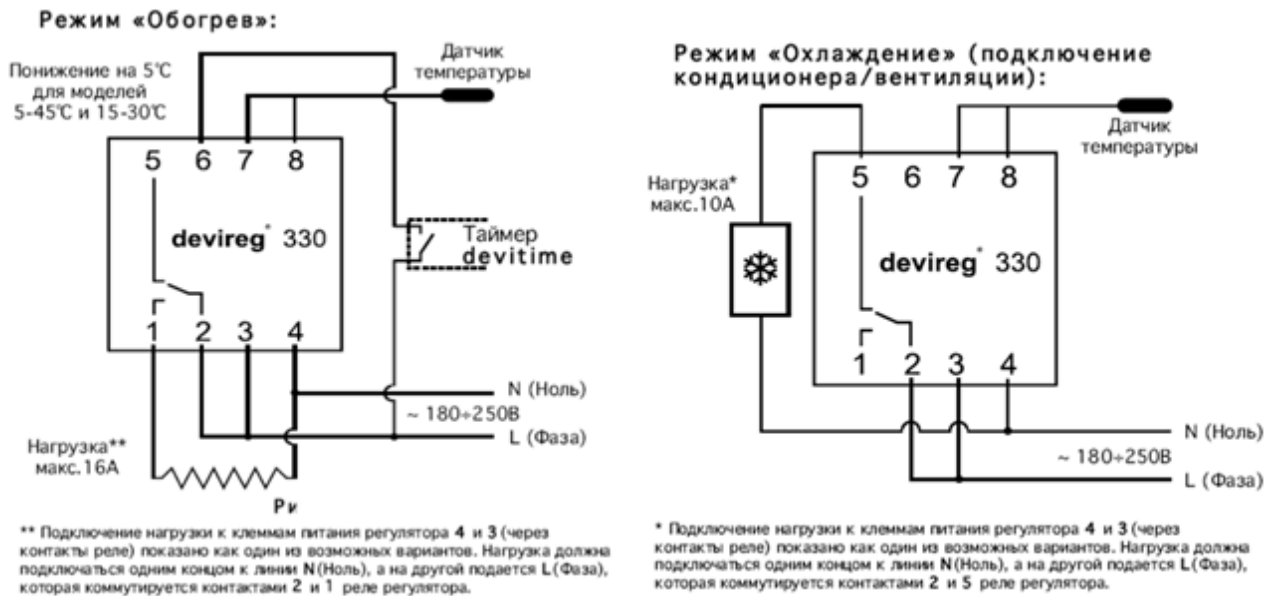 Режим «Обогрев»:
Понижение на 5°C
для моделей
5-45°C и 15-30°C
Датчик
температуры
5 6 7 8
devireg* 330
Таймер
devitime
1 2 3 4
N (Ноль)
~ 180÷250В
L (Фаза)
Нагрузка**
макс.16А
Ри
** Подключение нагрузки к клеммам питания регулятора 4 и 3 (через
контакты реле) показано как один из возможных вариантов. Нагрузка должна
подключаться одним концом к линии N(Ноль), а на другой подается L(Фаза),
которая коммутируется контактами 2 и 1 реле регулятора.
Режим «Охлаждение» (подключение
кондиционера/вентиляции):
Датчик
температуры
Нагрузка*
макс.10А
5 6 7 8
devireg* 330
1 2 3 4
N (Ноль)
~ 180÷250В
L (Фаза)
* Подключение нагрузки к клеммам питания регулятора 4 и 3 (через
контакты реле) показано как один из возможных вариантов. Нагрузка должна
подключаться одним концом к линии N(Ноль), а на другой подается L(Фаза),
которая коммутируется контактами 2 и 5 реле регулятора.